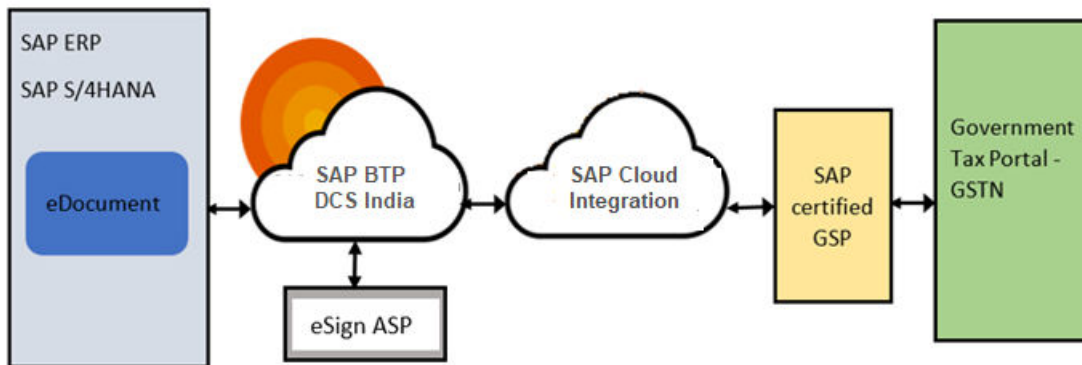 SAP ERP
SAP S/4HANA
eDocument
SAP BTP
DCS India
eSign ASP
SAP Cloud
Integration
SAP
certified
GSP
Government
Tax Portal -
GSTN